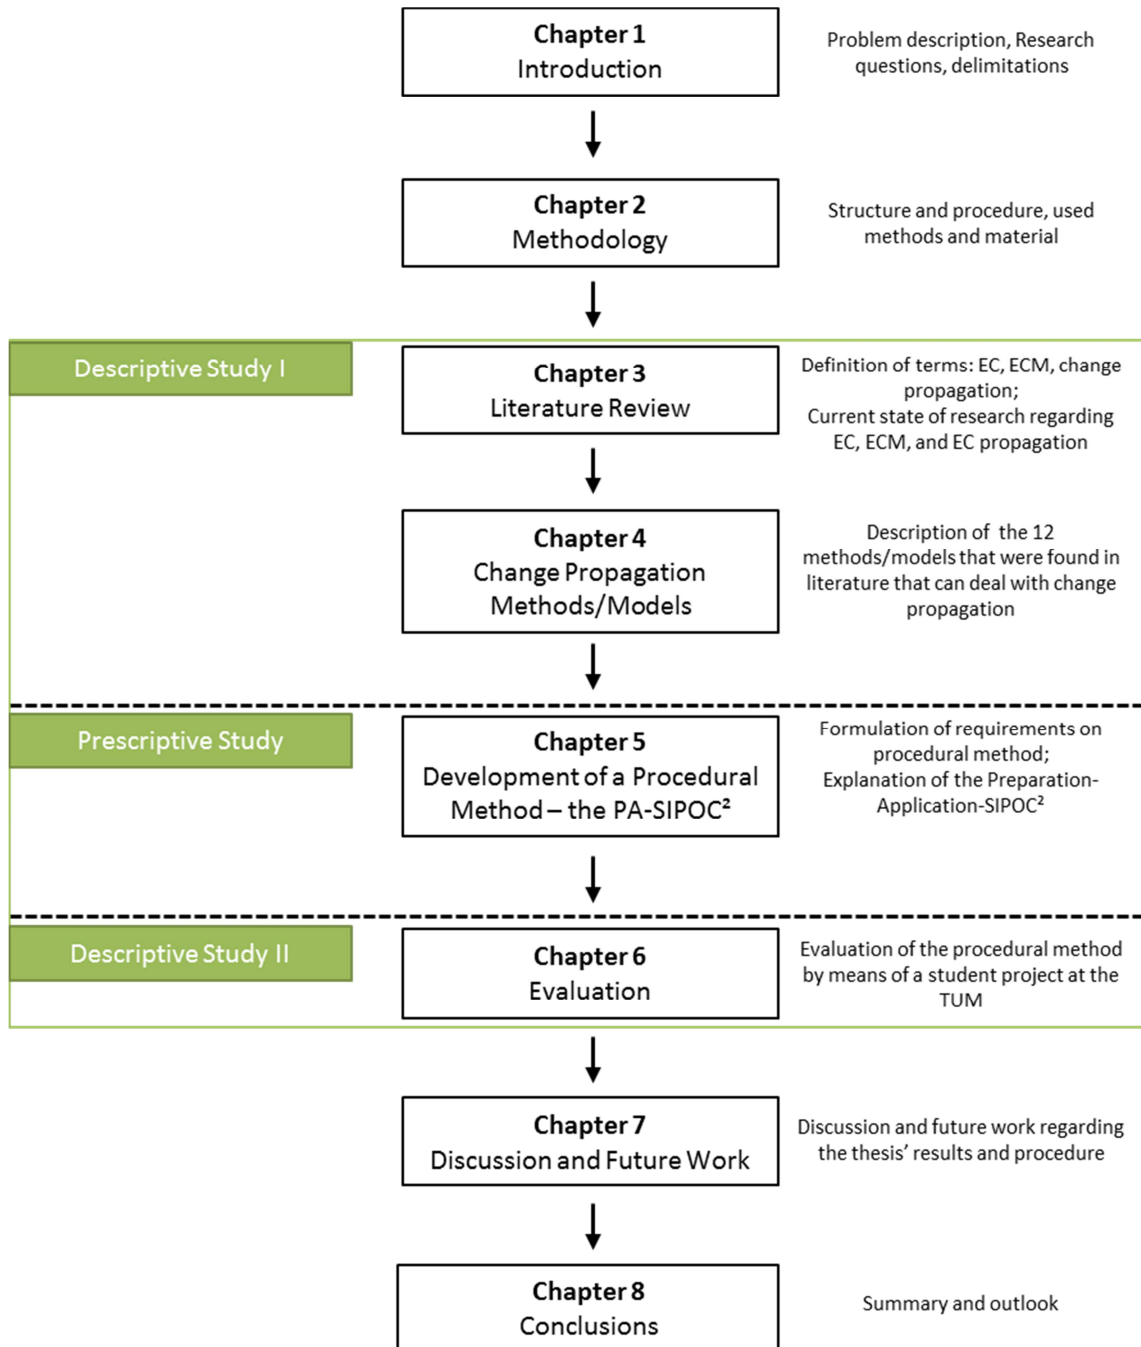 Chapter 1
Introduction
Problem description, Research
questions, delimitations
Chapter 2
Methodology
Structure and procedure, used
methods and material
Descriptive Study I
Chapter 3
Literature Review
Definition of terms: EC, ECM, change
propagation;
Current state of research regarding
EC, ECM, and EC propagation
Chapter 4
Change Propagation
Methods/Models
Description of the 12
methods/models that were found in
literature that can deal with change
propagation
Prescriptive Study
Chapter 5
Development of a Procedural
Method – the PA-SIPOC²
Formulation of requirements on
procedural method;
Explanation of the Preparation-
Application-SIPOC²
Descriptive Study II
Chapter 6
Evaluation
Evaluation of the procedural method
by means of a student project at the
TUM
Chapter 7
Discussion and Future Work
Discussion and future work regarding
the thesis’ results and procedure
Chapter 8
Conclusions
Summary and outlook